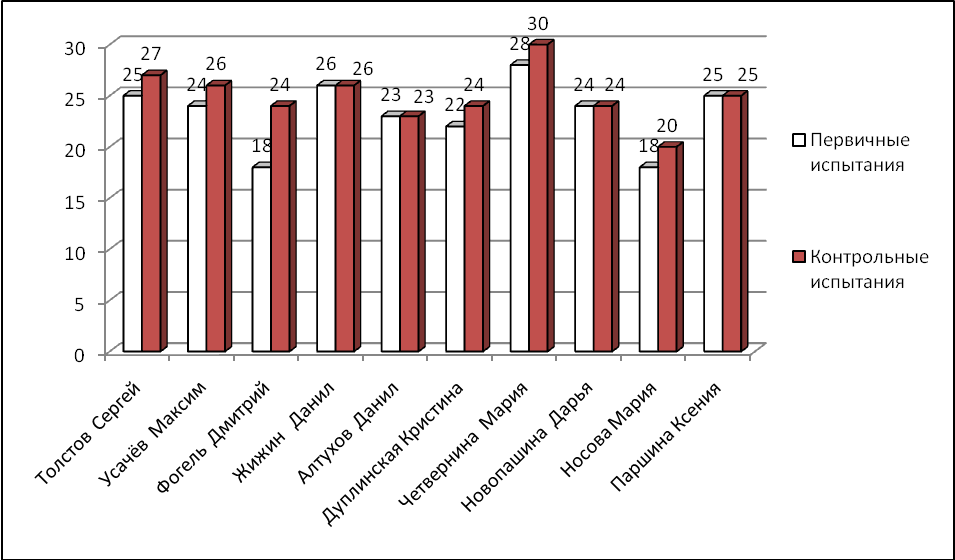 30
25
20
15
10
5
0
25
27
24
26
18
24
26
26
23
23
22
24
28
30
24
24
18
20
25
25
Толстов Сергей
Усачёв Максим
Фогель Дмитрий
Жижин Данил
Алтухов Данил
Дуплинская Кристина
Четвернина Мария
Новопашина Дарья
Носова Мария
Паршина Ксения
Первичные
испытания
Контрольные
испытания